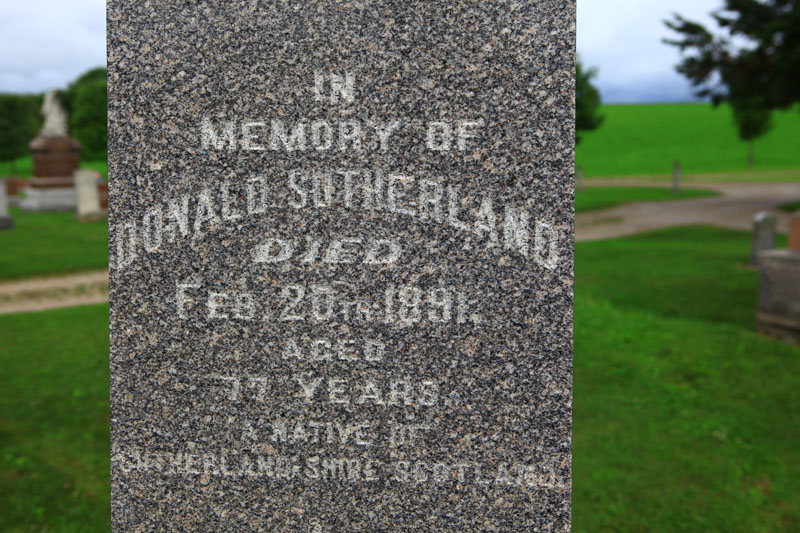 IN
MEMORY OF
DONALD SUTHERLAND
DIED
FEB. 20TH 1891.
AGED
77 YEARS.
A NATIVE OF
SUTHERLANDSHIRE SCOTLAND.